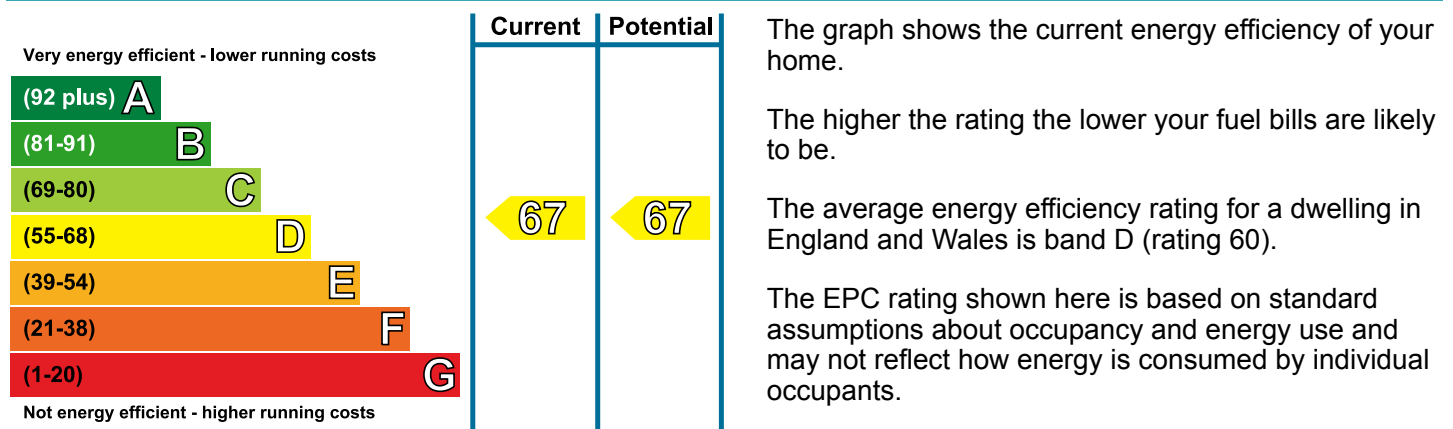 Current Potential
Very energy efficient - lower running costs
(92 plus) A
(81-91) B
(69-80) C
(55-68) D
(39-54) E
(21-38) F
(1-20) G
67 67
Not energy efficient - higher running costs
The graph shows the current energy efficiency of your
home.
The higher the rating the lower your fuel bills are likely
to be.
The average energy efficiency rating for a dwelling in
England and Wales is band D (rating 60).
The EPC rating shown here is based on standard
assumptions about occupancy and energy use and
may not reflect how energy is consumed by individual
occupants.